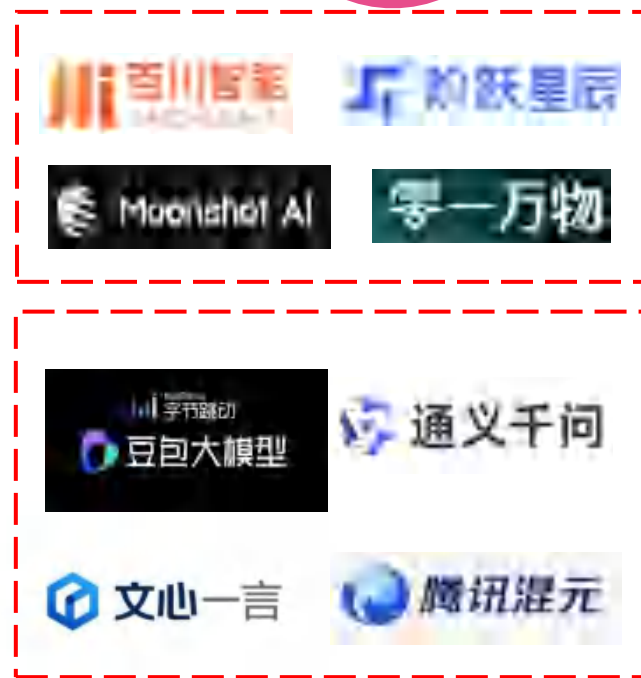 百川智能
阶跃星辰
Moonshot AI
零一万物
字节跳动
豆包大模型
通义千问
文心一言
腾讯混元